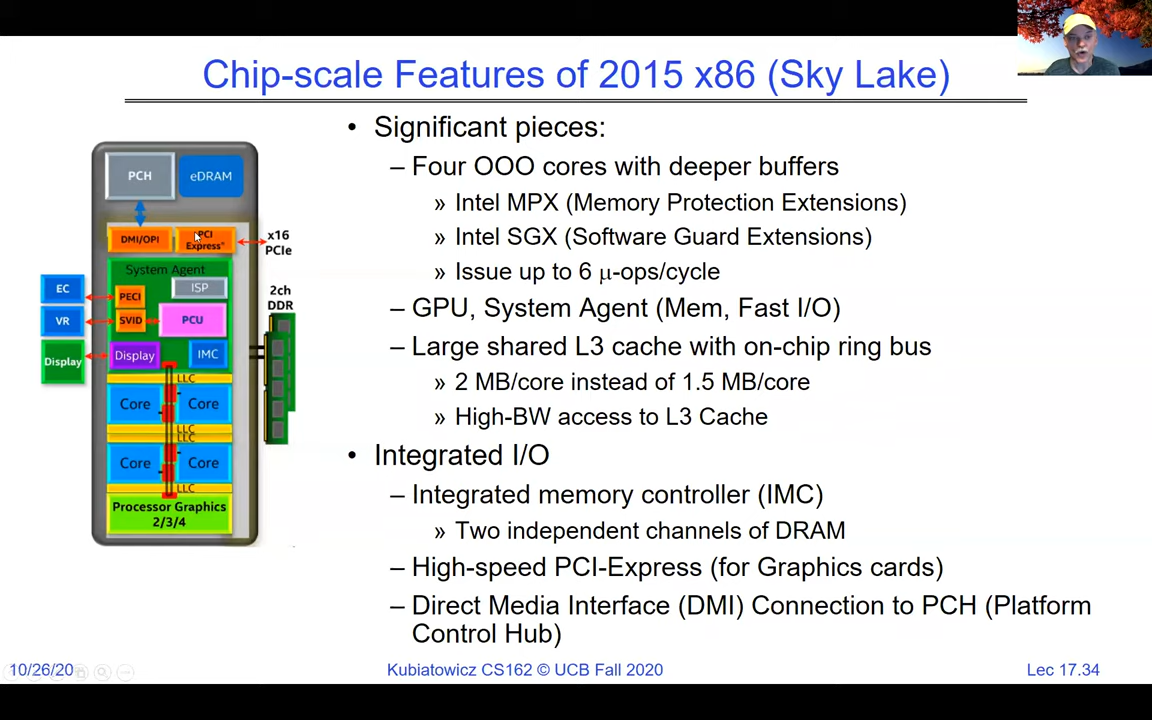 Chip-scale Features of 2015 x86 (Sky Lake)
PCH
eDRAM
DMI/OPI
PCI
Express*
x16
PCIe
System Agent
EC
PECI
ISP
2ch
DDR
VR
SVID
PCU
Display
Display
IMC
LLC
Core
Core
LLC
LLC
Core
Core
LLC
Processor Graphics
2/3/4
• Significant pieces:
– Four OOO cores with deeper buffers
» Intel MPX (Memory Protection Extensions)
» Intel SGX (Software Guard Extensions)
» Issue up to 6 μ-ops/cycle
– GPU, System Agent (Mem, Fast I/O)
– Large shared L3 cache with on-chip ring bus
» 2 MB/core instead of 1.5 MB/core
» High-BW access to L3 Cache
• Integrated I/O
– Integrated memory controller (IMC)
» Two independent channels of DRAM
– High-speed PCI-Express (for Graphics cards)
– Direct Media Interface (DMI) Connection to PCH (Platform
Control Hub)
10/26/20
Kubiatowicz CS162 © UCB Fall 2020
Lec 17.34